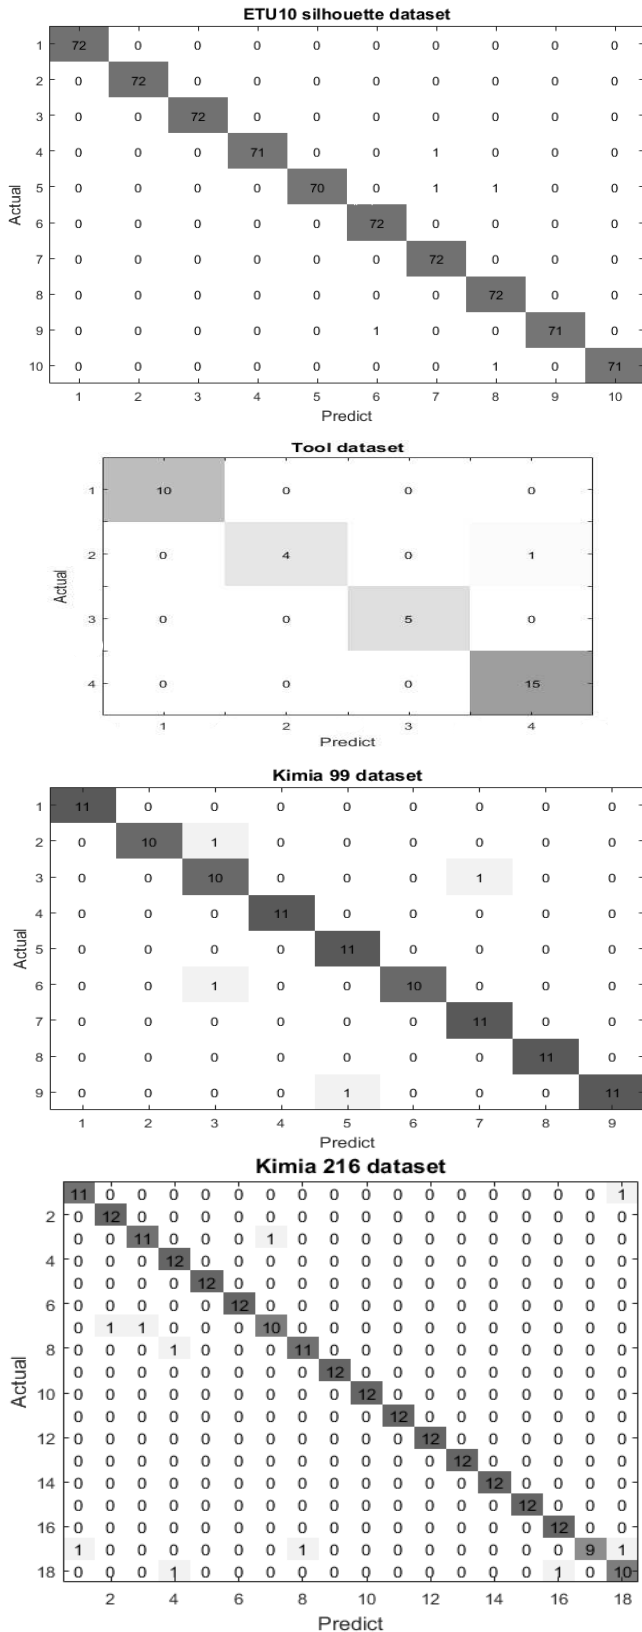 ETU10 silhouette dataset
1 72 0 0 0 0 0 0 0 0 0
2 0 72 0 0 0 0 0 0 0 0
3 0 0 72 0 0 0 0 0 0 0
4 0 0 0 71 0 0 1 0 0 0
5 0 0 0 0 70 0 1 1 0 0
6 0 0 0 0 0 72 0 0 0 0
7 0 0 0 0 0 0 72 0 0 0
8 0 0 0 0 0 0 0 72 0 0
9 0 0 0 0 0 1 0 0 71 0
10 0 0 0 0 0 0 0 1 0 71
Actual
1 2 3 4 5 6 7 8 9 10
Predict
Tool dataset
1 10 0 0 0
2 0 4 0 1
3 0 0 5 0
4 0 0 0 15
Actual
1 2 3 4
Predict
Kimia 99 dataset
1 11 0 0 0 0 0 0 0 0
2 0 10 1 0 0 0 0 0 0
3 0 0 10 0 0 0 1 0 0
4 0 0 0 11 0 0 0 0 0
5 0 0 0 0 11 0 0 0 0
6 0 0 1 0 0 10 0 0 0
7 0 0 0 0 0 0 11 0 0
8 0 0 0 0 0 0 0 11 0
9 0 0 0 0 1 0 0 0 11
Actual
1 2 3 4 5 6 7 8 9
Predict
Kimia 216 dataset
11 0 0 0 0 0 0 0 0 0 0 0 0 0 0 0 0 1
2 0 12 0 0 0 0 0 0 0 0 0 0 0 0 0 0 0 0
0 0 11 0 0 0 1 0 0 0 0 0 0 0 0 0 0 0
4 0 0 0 12 0 0 0 0 0 0 0 0 0 0 0 0 0 0
0 0 0 0 12 0 0 0 0 0 0 0 0 0 0 0 0 0
6 0 0 0 0 0 12 0 0 0 0 0 0 0 0 0 0 0 0
0 1 1 0 0 0 10 0 0 0 0 0 0 0 0 0 0 0
8 0 0 0 1 0 0 0 11 0 0 0 0 0 0 0 0 0 0
0 0 0 0 0 0 0 0 12 0 0 0 0 0 0 0 0 0
10 0 0 0 0 0 0 0 0 0 12 0 0 0 0 0 0 0 0
0 0 0 0 0 0 0 0 0 0 12 0 0 0 0 0 0 0
12 0 0 0 0 0 0 0 0 0 0 0 12 0 0 0 0 0 0
0 0 0 0 0 0 0 0 0 0 0 0 12 0 0 0 0 0
14 0 0 0 0 0 0 0 0 0 0 0 0 0 12 0 0 0 0
0 0 0 0 0 0 0 0 0 0 0 0 0 0 12 0 0 0
16 0 0 0 0 0 0 0 0 0 0 0 0 0 0 0 12 0 0
1 0 0 0 0 0 0 1 0 0 0 0 0 0 0 0 9 1
18 0 0 0 1 0 0 0 0 0 0 0 0 0 0 0 1 0 10
Actual
2 4 6 8 10 12 14 16 18
Predict